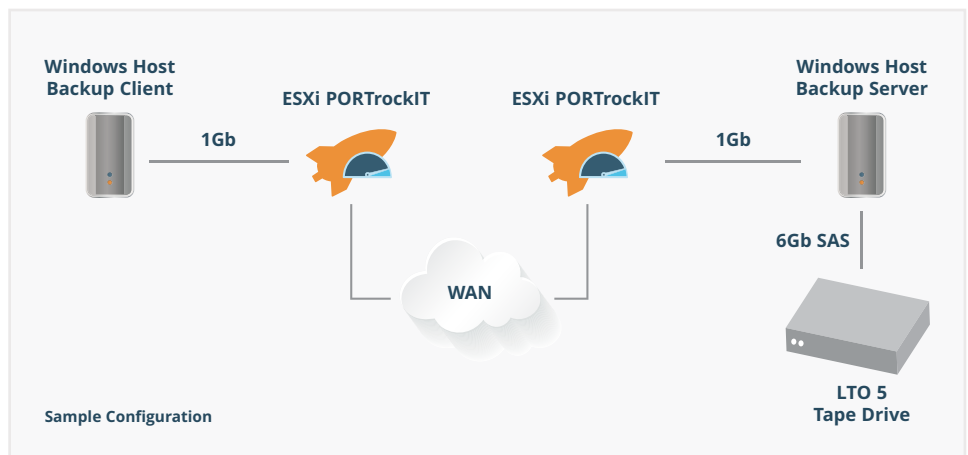 Windows Host
Backup Client
1Gb
ESXi PORTrockIT
ESXi PORTrockIT
1Gb
Windows Host
Backup Server
6Gb SAS
WAN
LTO 5
Tape Drive
Sample Configuration